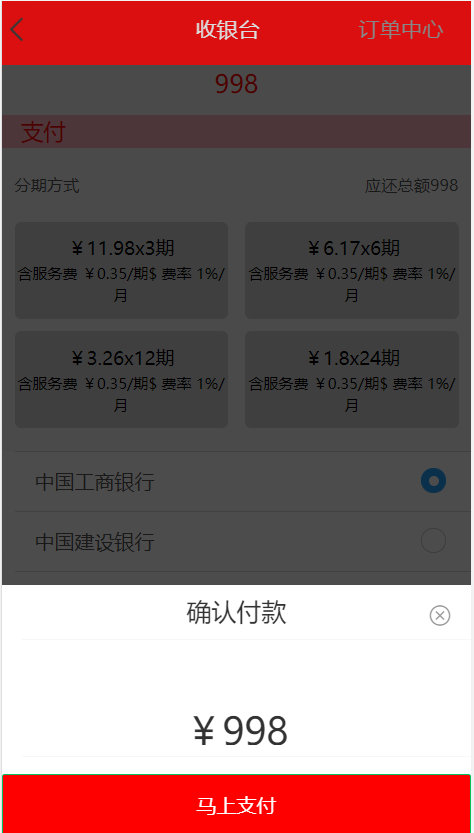 收银台 订单中心
998
支付
分期方式 应还总额998
￥11.98x3期 ￥6.17x6期
含服务费 ￥0.35/期$ 费率 1%/ 含服务费 ￥0.35/期$ 费率 1%/
月 月
￥3.26x12期 ￥1.8x24期
含服务费 ￥0.35/期$ 费率 1%/ 含服务费 ￥0.35/期$ 费率 1%/
月 月
中国工商银行
中国建设银行
确认付款
￥998
马上支付